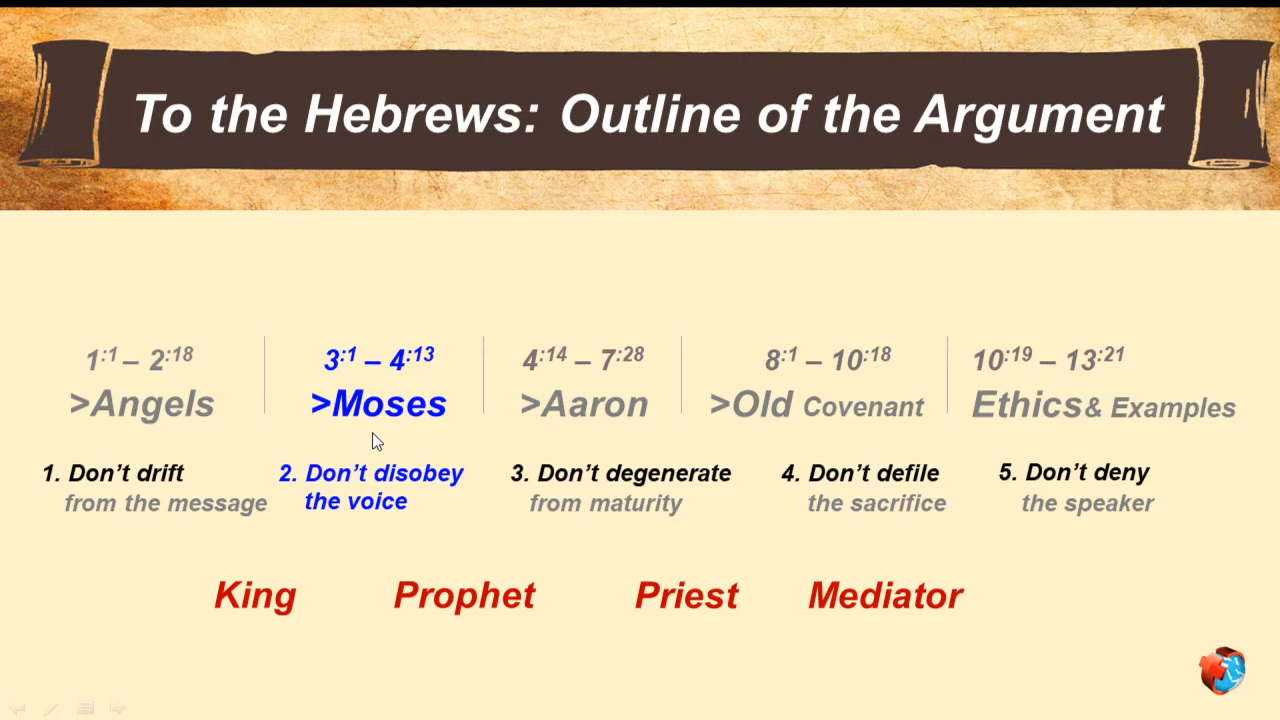 To the Hebrews: Outline of the Argument
1:1 – 2:18
>Angels
1. Don’t drift
from the message
3:1 – 4:13
>Moses
2. Don’t disobey
the voice
4:14 – 7:28
>Aaron
3. Don’t degenerate
from maturity
8:1 – 10:18
>Old Covenant
4. Don’t defile
the sacrifice
10:19 – 13:21
Ethics& Examples
5. Don’t deny
the speaker
King Prophet Priest Mediator